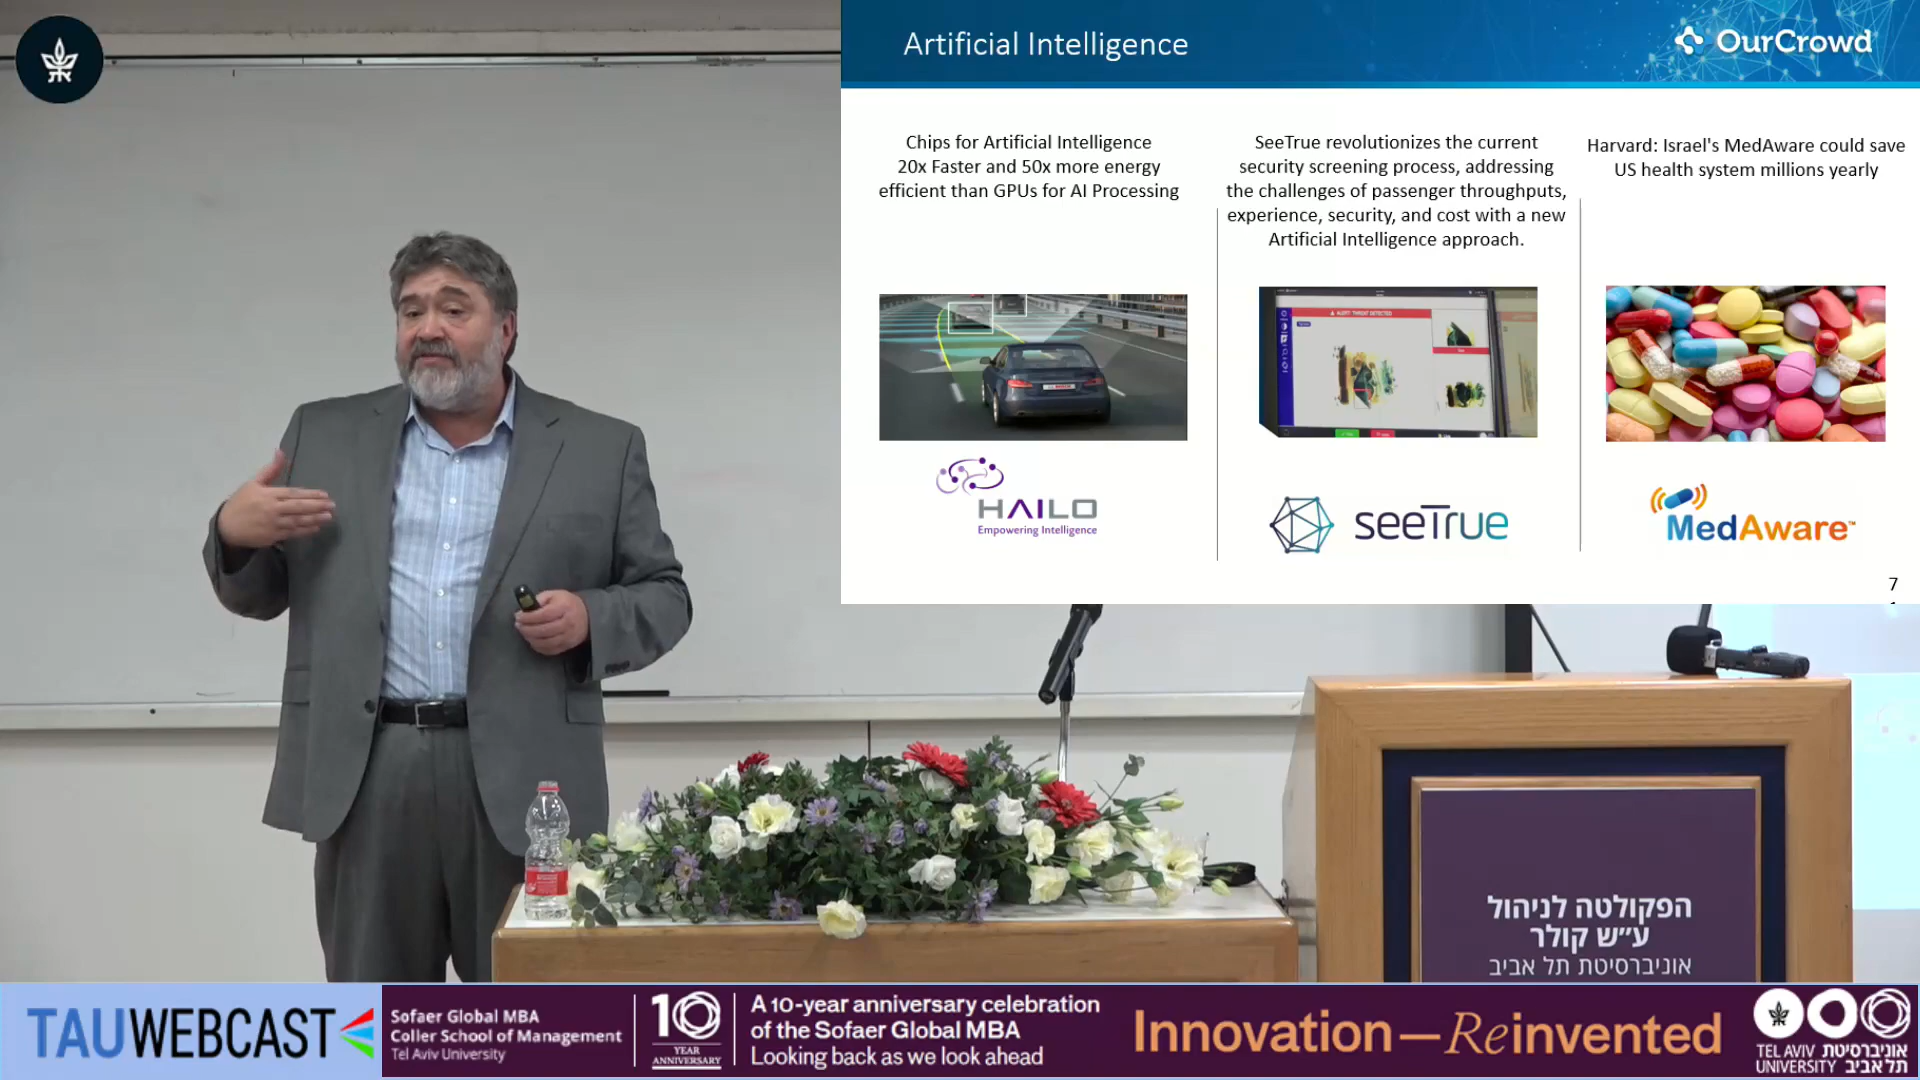 Artificial Intelligence
OurCrowd
Chips for Artificial Intelligence
20x Faster and 50x more energy
efficient than GPUs for AI Processing
SeeTrue revolutionizes the current
security screening process, addressing
the challenges of passenger throughputs,
experience, security, and cost with a new
Artificial Intelligence approach.
Harvard: Israel's MedAware could save
US health system millions yearly
ALERT: THREAT DETECTED
HAILO
Empowering Intelligence
seeTrue
MedAware™
7
הפקולטה לניהול
ע״ש קולר
אוניברסיטת תל אביב
TAUWEBCAST
Sofaer Global MBA
Coller School of Management
Tel Aviv University
10
YEAR
ANNIVERSARY
A 10-year anniversary celebration
of the Sofaer Global MBA
Looking back as we look ahead
Innovation—Reinvented
TEL AVIV אוניברסיטת
UNIVERSITY תל אביב